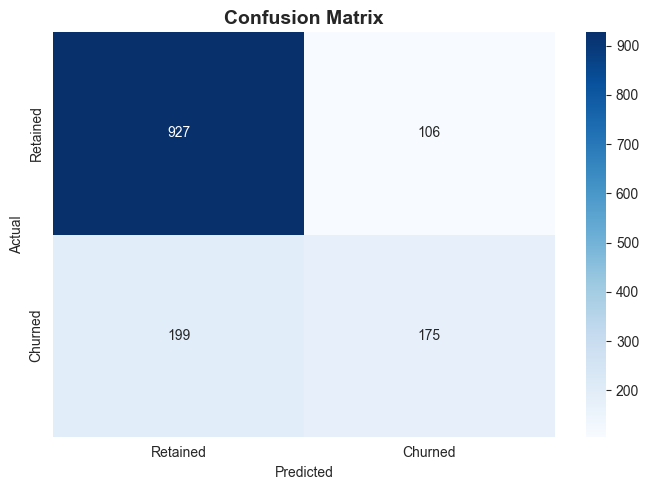 Confusion Matrix
Actual
Retained
927
106
Churned
199
175
Retained
Churned
Predicted
900
800
700
600
500
400
300
200